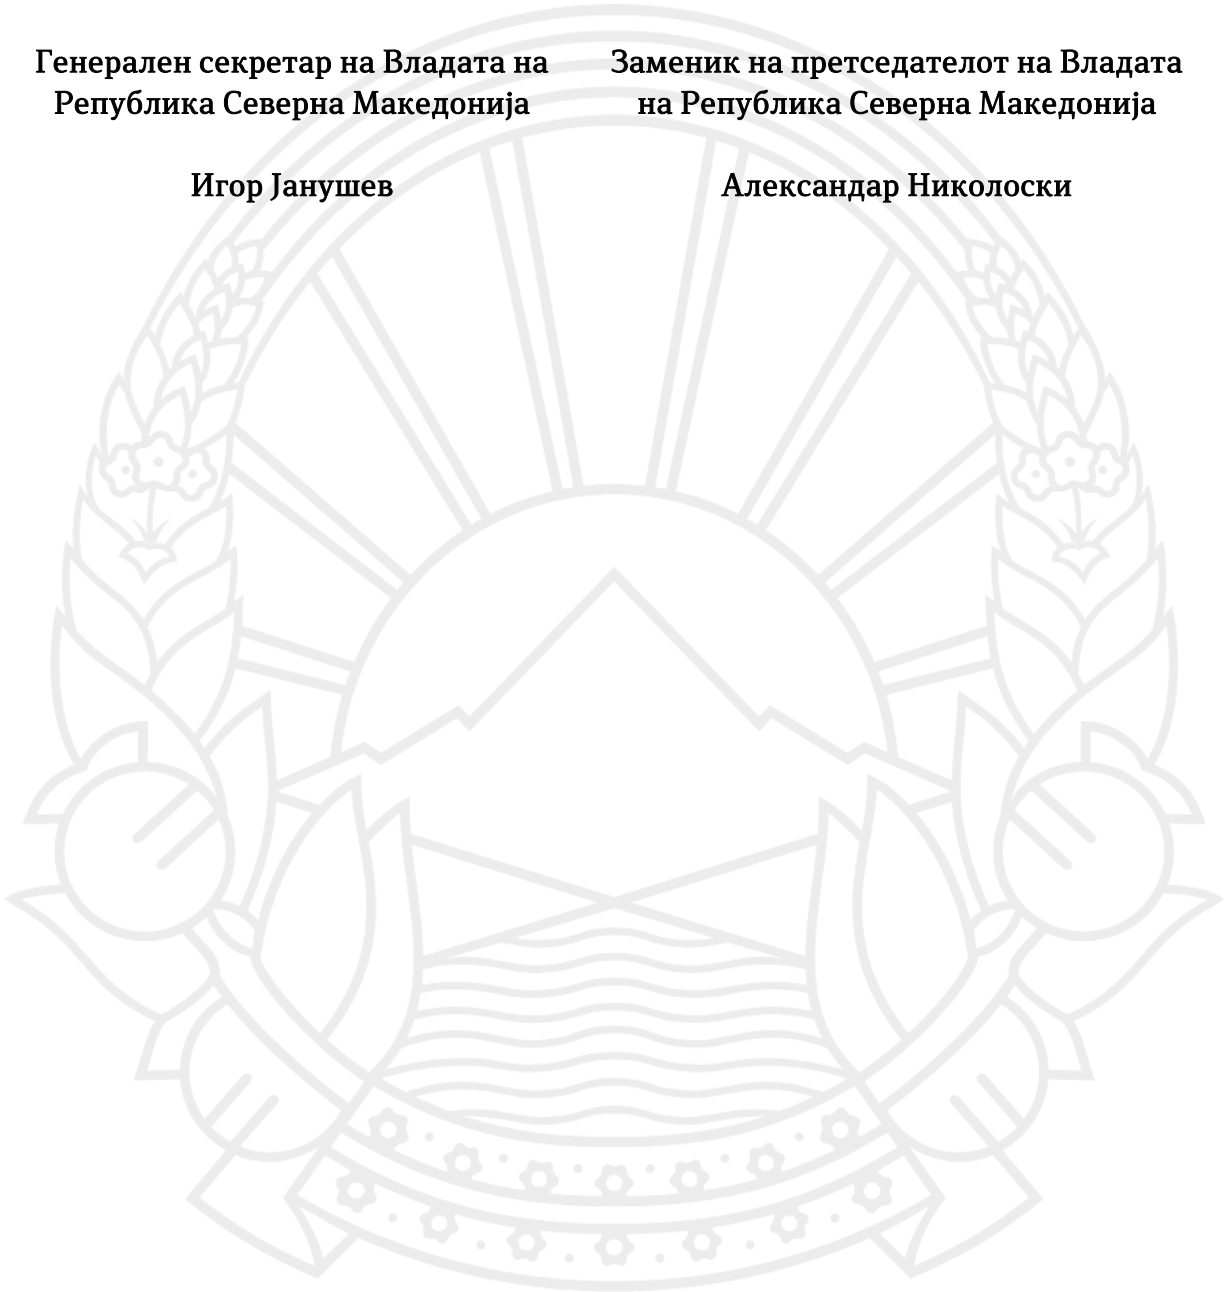 Генерален секретар на Владата на
Република Северна Македонија
Игор Јанушев
Заменик на претседателот на Владата
на Република Северна Македонија
Александар Николоски